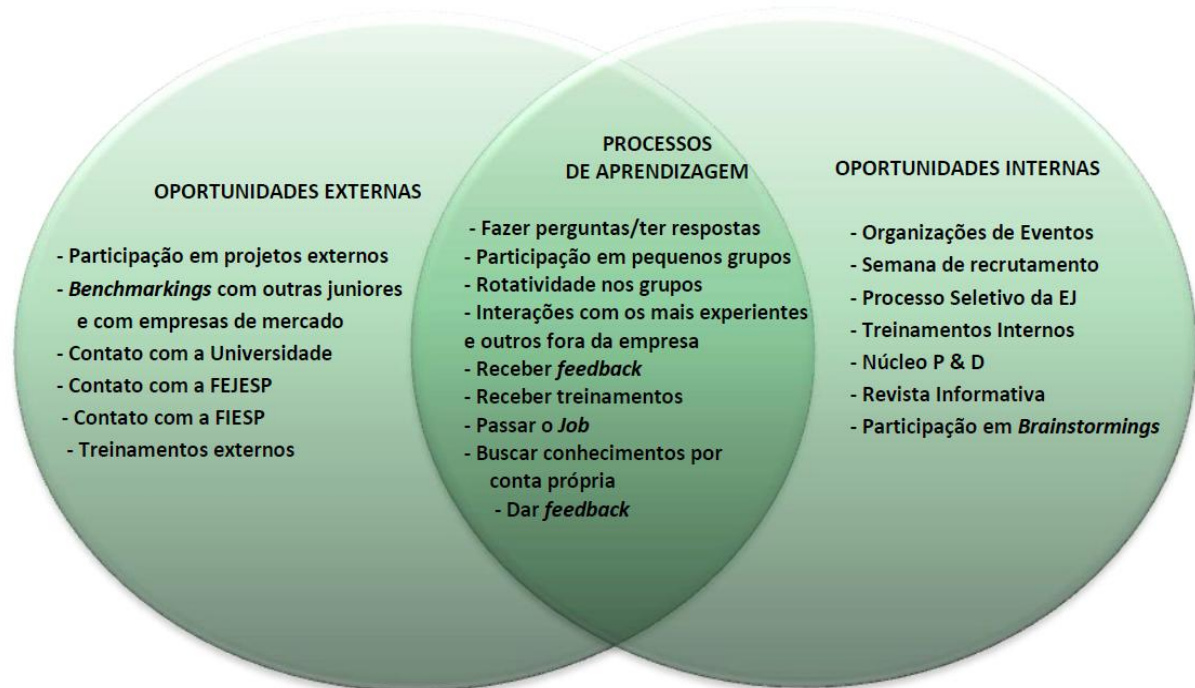 OPORTUNIDADES EXTERNAS
- Participação em projetos externos
- Benchmarkings com outras juniores
e com empresas de mercado
- Contato com a Universidade
- Contato com a FEJESP
- Contato com a FIESP
- Treinamentos externos
PROCESSOS
DE APRENDIZAGEM
- Fazer perguntas/ter respostas
- Participação em pequenos grupos
- Rotatividade nos grupos
- Interações com os mais experientes
e outros fora da empresa
- Receber feedback
- Receber treinamentos
- Passar o Job
- Buscar conhecimentos por
conta própria
- Dar feedback
OPORTUNIDADES INTERNAS
- Organizações de Eventos
- Semana de recrutamento
- Processo Seletivo da EJ
- Treinamentos Internos
- Núcleo P & D
- Revista Informativa
- Participação em Brainstormings